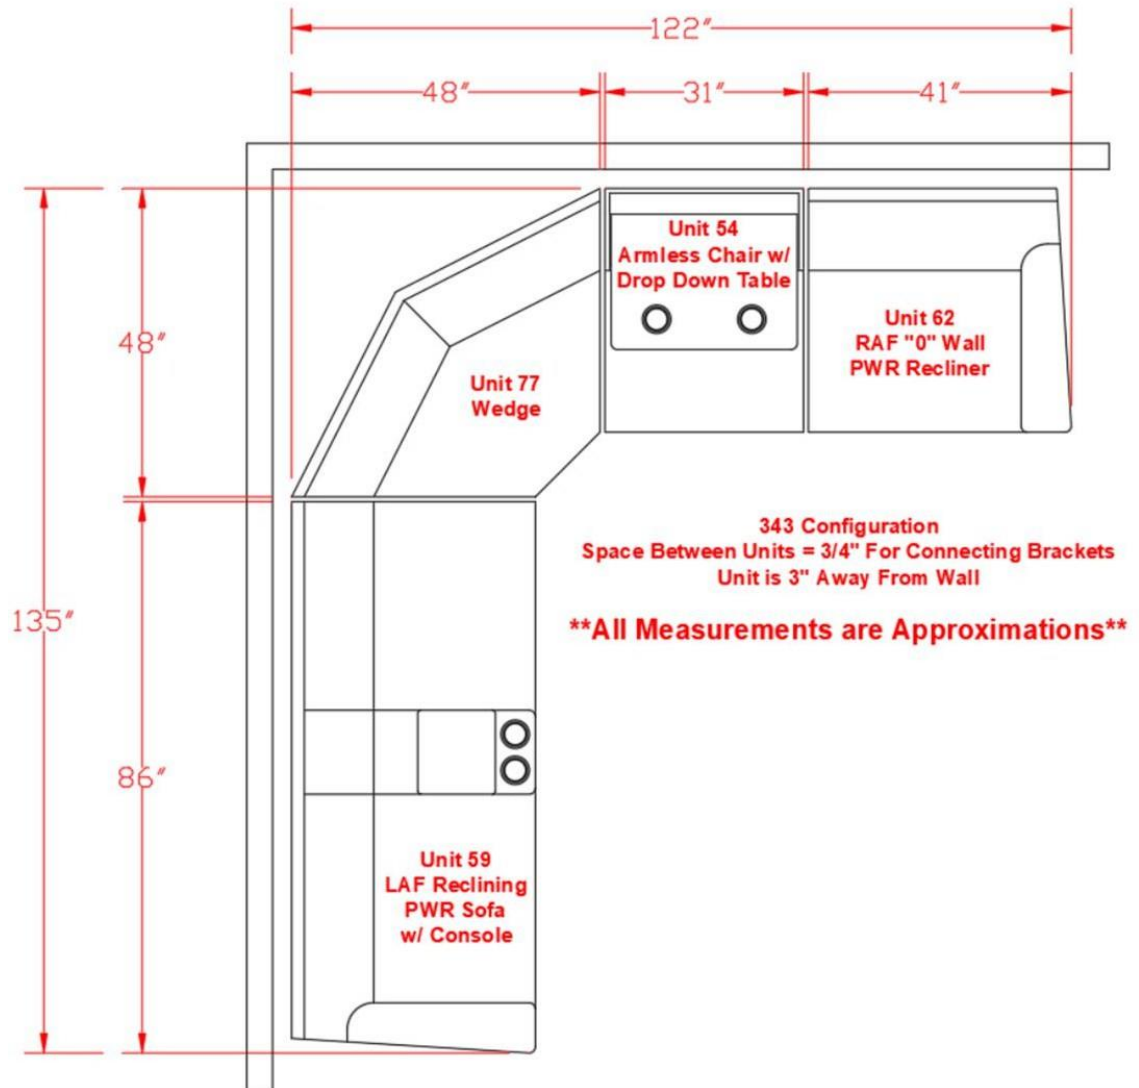 122"
48"
31"
41"
Unit 54
Armless Chair w/
Drop Down Table
Unit 62
RAF "0" Wall
PWR Recliner
48"
Unit 77
Wedge
343 Configuration
Space Between Units = 3/4" For Connecting Brackets
Unit is 3" Away From Wall
**All Measurements are Approximations**
135"
86"
Unit 59
LAF Reclining
PWR Sofa
w/ Console